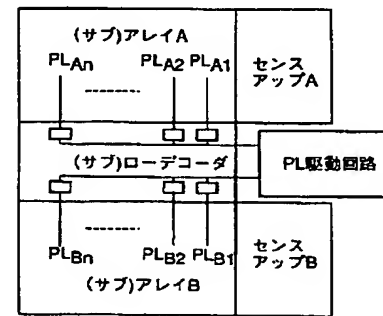 (サブ)アレイA
PLAn PLA2 PLA1
センス
アップA
(サブ)ローデコーダ
PL駆動回路
PLBn PLB2 PLB1
(サブ)アレイB
センス
アップB